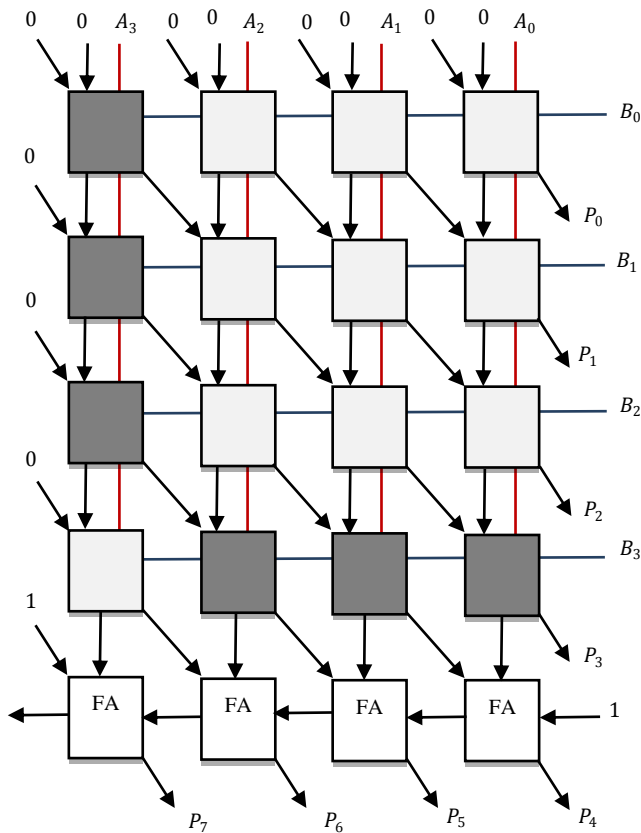 0 0 A₃ 0 0 A₂ 0 0 A₁ 0 0 A₀
B₀
0
P₀
B₁
0
P₁
B₂
0
P₂
B₃
1
P₃
FA FA FA FA 1
P₇ P₆ P₅ P₄